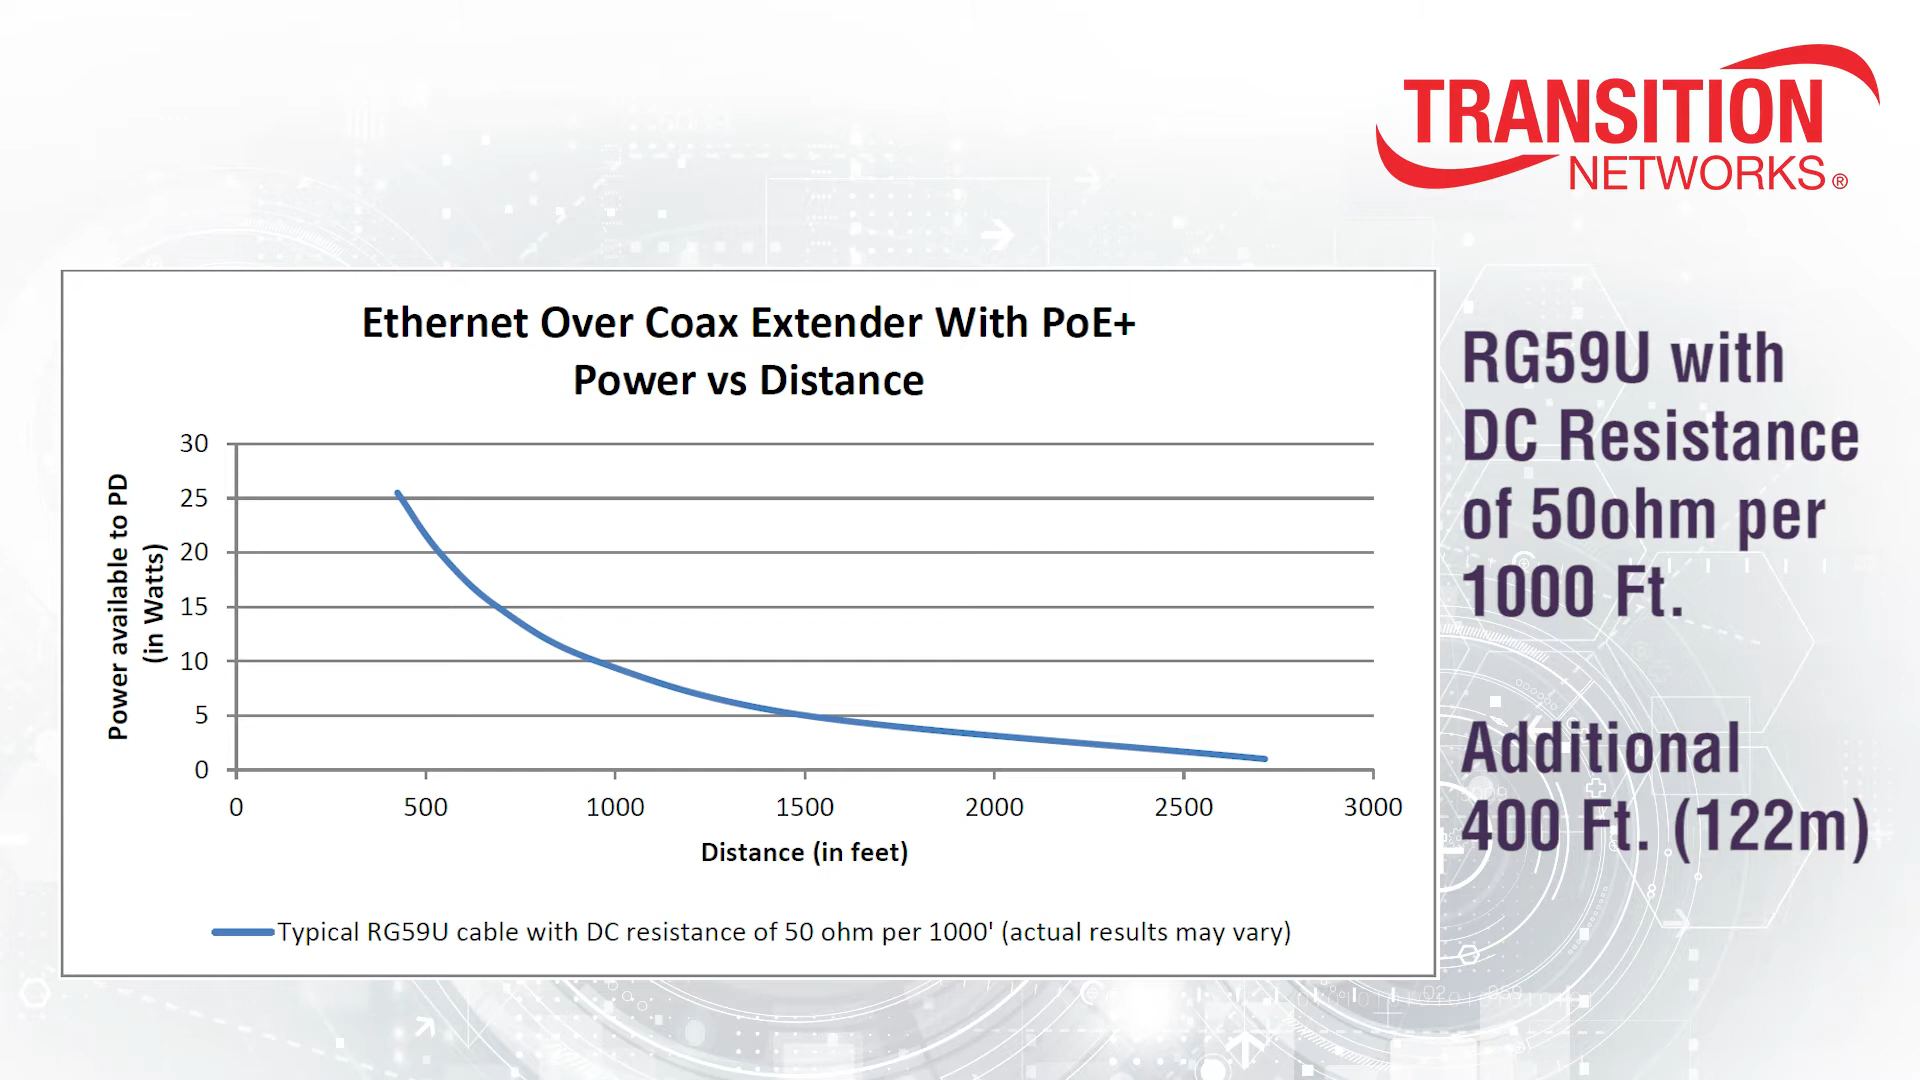 TRANSITION
NETWORKS®
Ethernet Over Coax Extender With PoE+
Power vs Distance
Power available to PD
(in Watts)
30
25
20
15
10
5
0
0 500 1000 1500 2000 2500 3000
Distance (in feet)
Typical RG59U cable with DC resistance of 50 ohm per 1000' (actual results may vary)
RG59U with
DC Resistance
of 50ohm per
1000 Ft.
Additional
400 Ft. (122m)